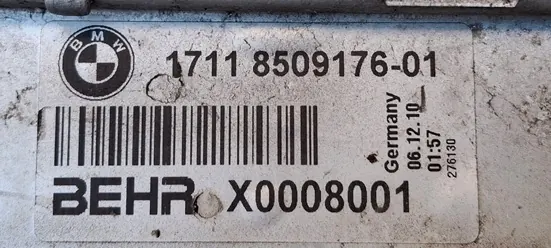 BMW
1711 8509176-01
BEHR X0008001
Germany
06.12.10
01:57
276130